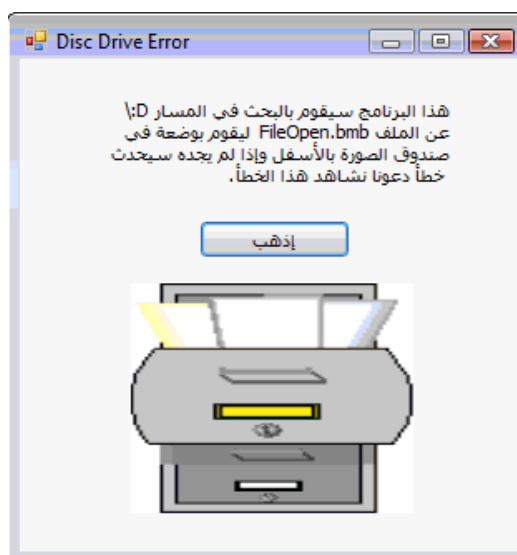 Disc Drive Error
هذا البرنامج سيقوم بالبحث في المسار D:\
عن الملف FileOpen.bmb ليقوم بوضعة في
صندوق الصورة بالأسفل وإذا لم يجده سيحدث
خطأ دعونا نشاهد هذا الخطأ.
إذهب